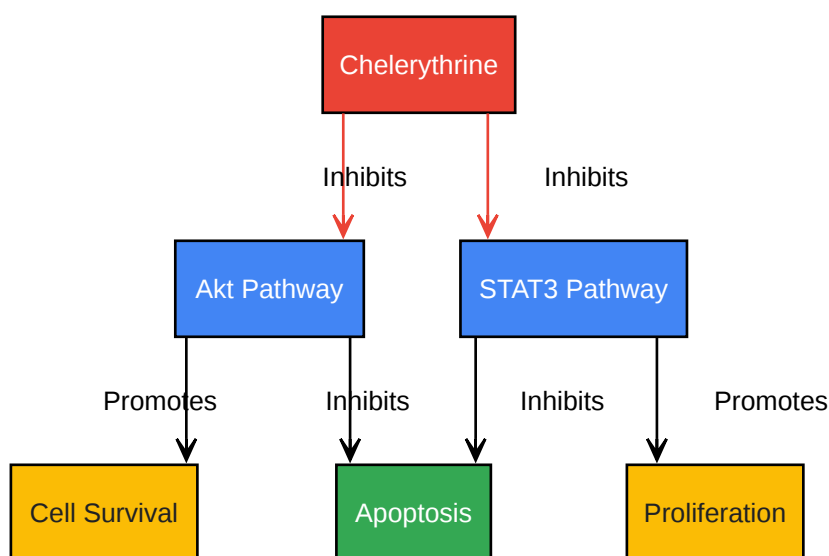 Chelerythrine
Inhibits
Inhibits
Akt Pathway
STAT3 Pathway
Promotes
Inhibits
Inhibits
Promotes
Cell Survival
Apoptosis
Proliferation